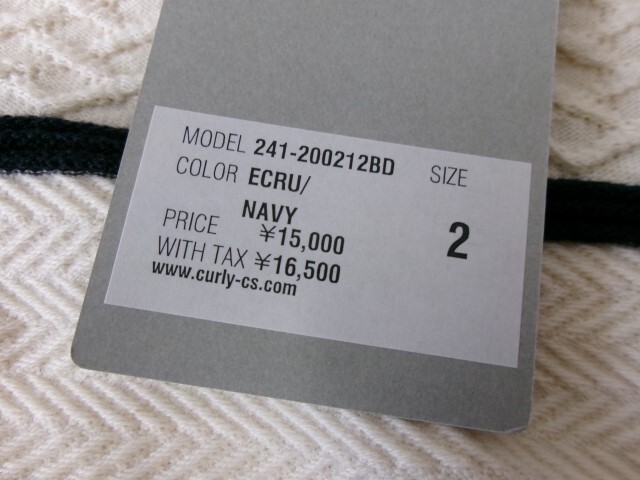 MODEL 241-200212BD
COLOR ECRU/
NAVY
PRICE ¥15,000
WITH TAX ¥16,500
www.curly-cs.com
SIZE
2